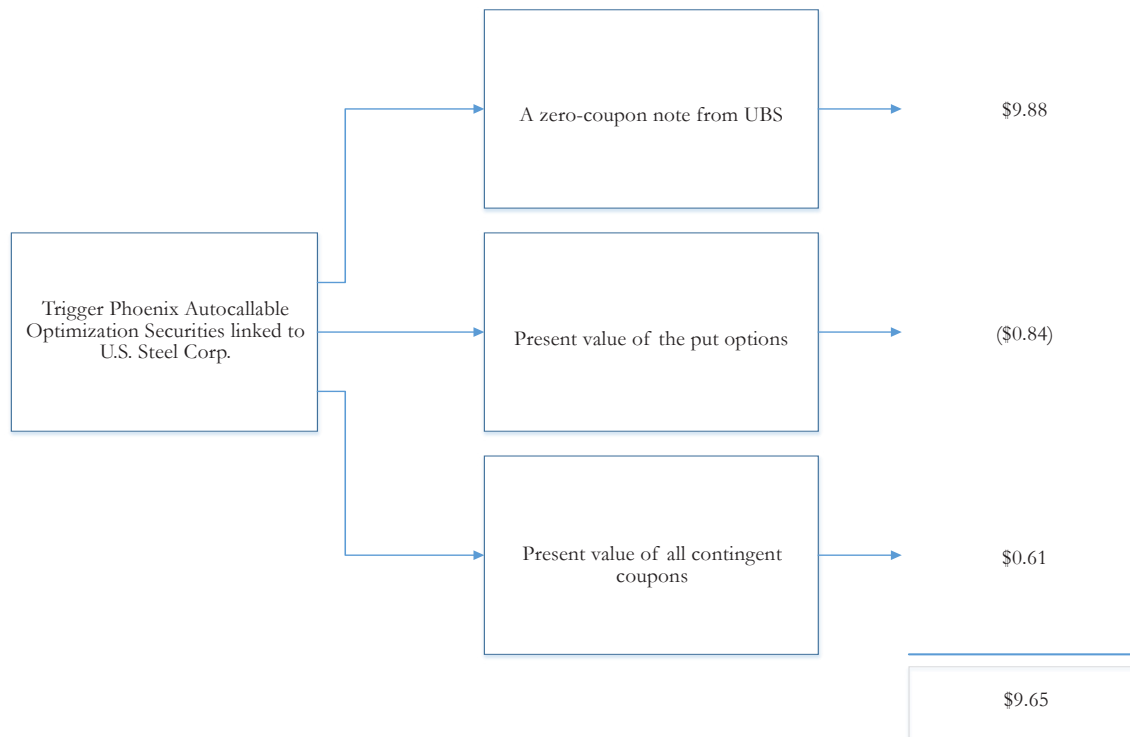 A zero-coupon note from UBS
$9.88
Trigger Phoenix Autocallable
Optimization Securities linked to
U.S. Steel Corp.
Present value of the put options
($0.84)
Present value of all contingent
coupons
$0.61
$9.65